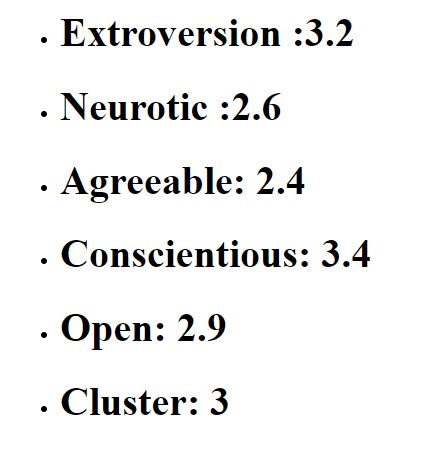 Extroversion :3.2
Neurotic :2.6
Agreeable: 2.4
Conscientious: 3.4
Open: 2.9
Cluster: 3